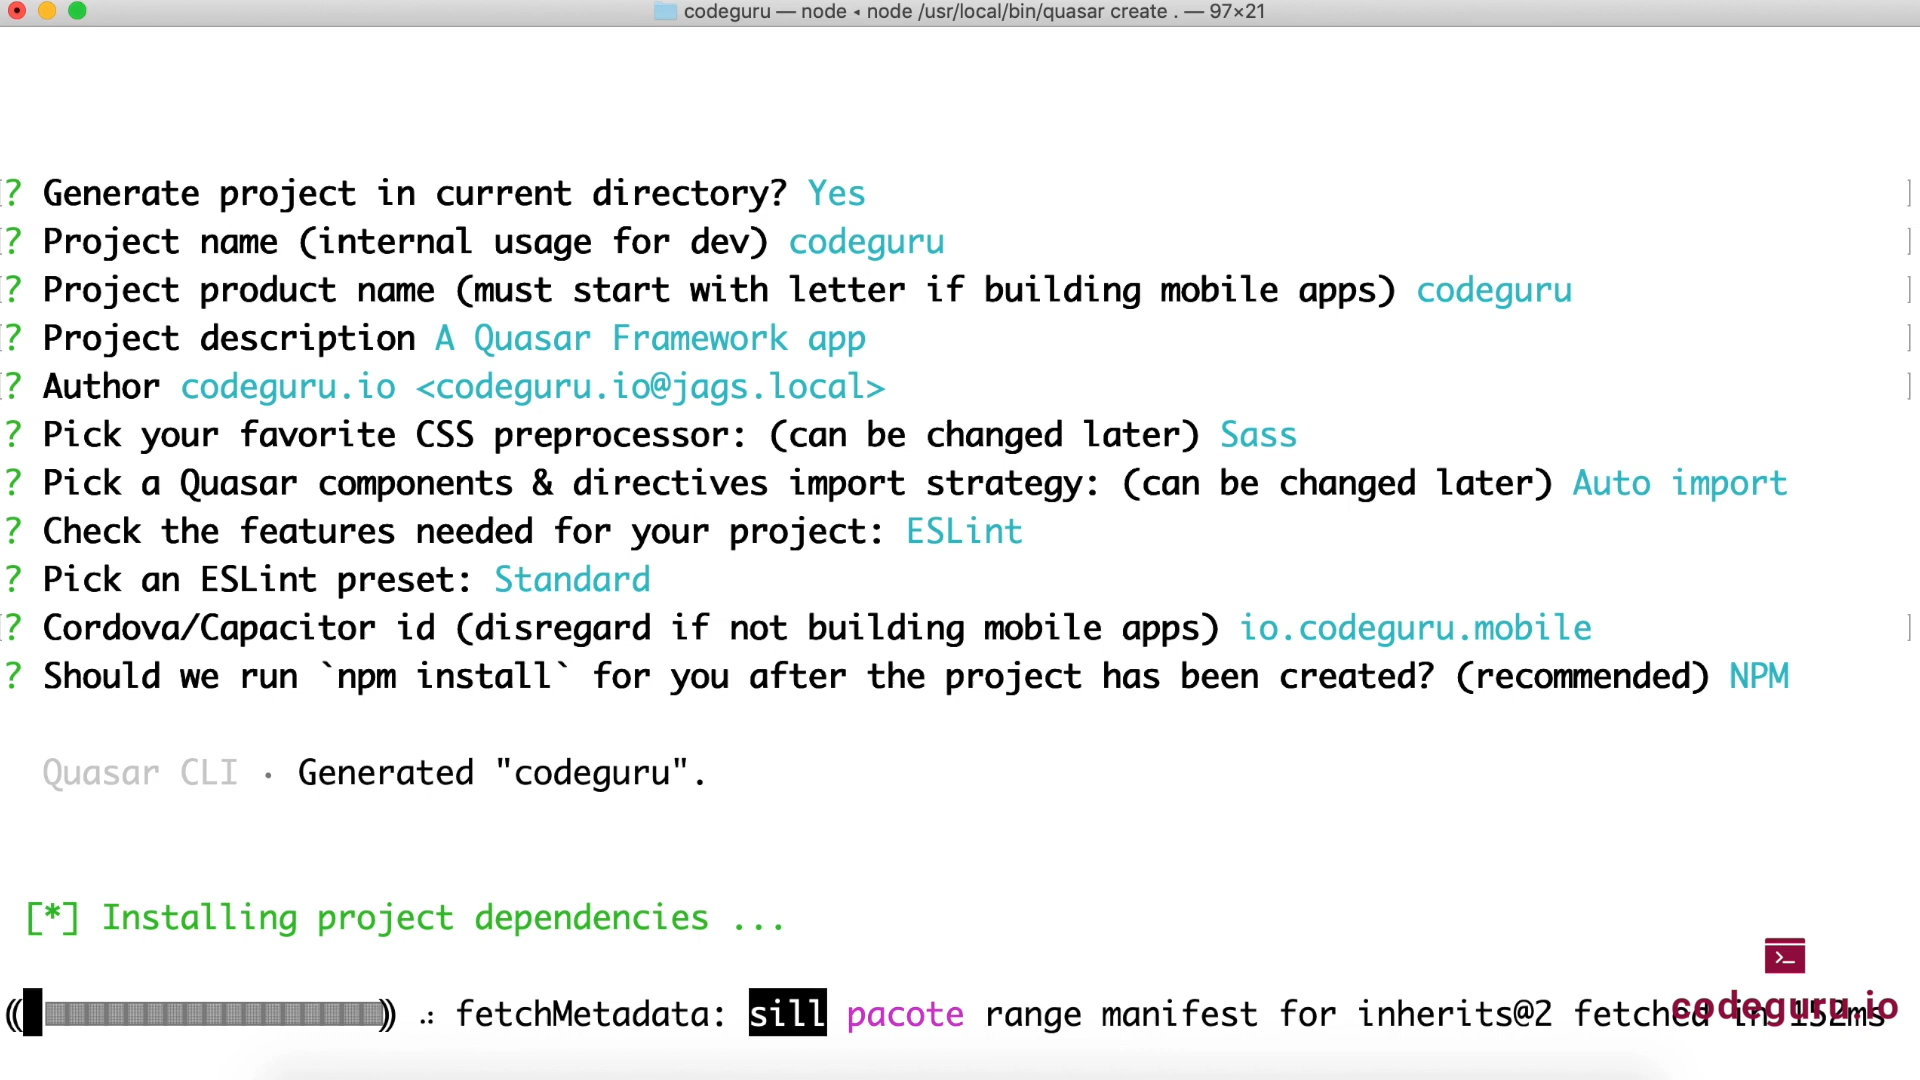 codeguru — node ◂ node /usr/local/bin/quasar create . — 97×21
? Generate project in current directory? Yes
? Project name (internal usage for dev) codeguru
? Project product name (must start with letter if building mobile apps) codeguru
? Project description A Quasar Framework app
? Author codeguru.io <codeguru.io@jags.local>
? Pick your favorite CSS preprocessor: (can be changed later) Sass
? Pick a Quasar components & directives import strategy: (can be changed later) Auto import
? Check the features needed for your project: ESLint
? Pick an ESLint preset: Standard
? Cordova/Capacitor id (disregard if not building mobile apps) io.codeguru.mobile
? Should we run `npm install` for you after the project has been created? (recommended) NPM
Quasar CLI · Generated "codeguru".
[*] Installing project dependencies ...
fetchMetadata: sill pacote range manifest for inherits@2 fetched in 152ms
codeguru.io